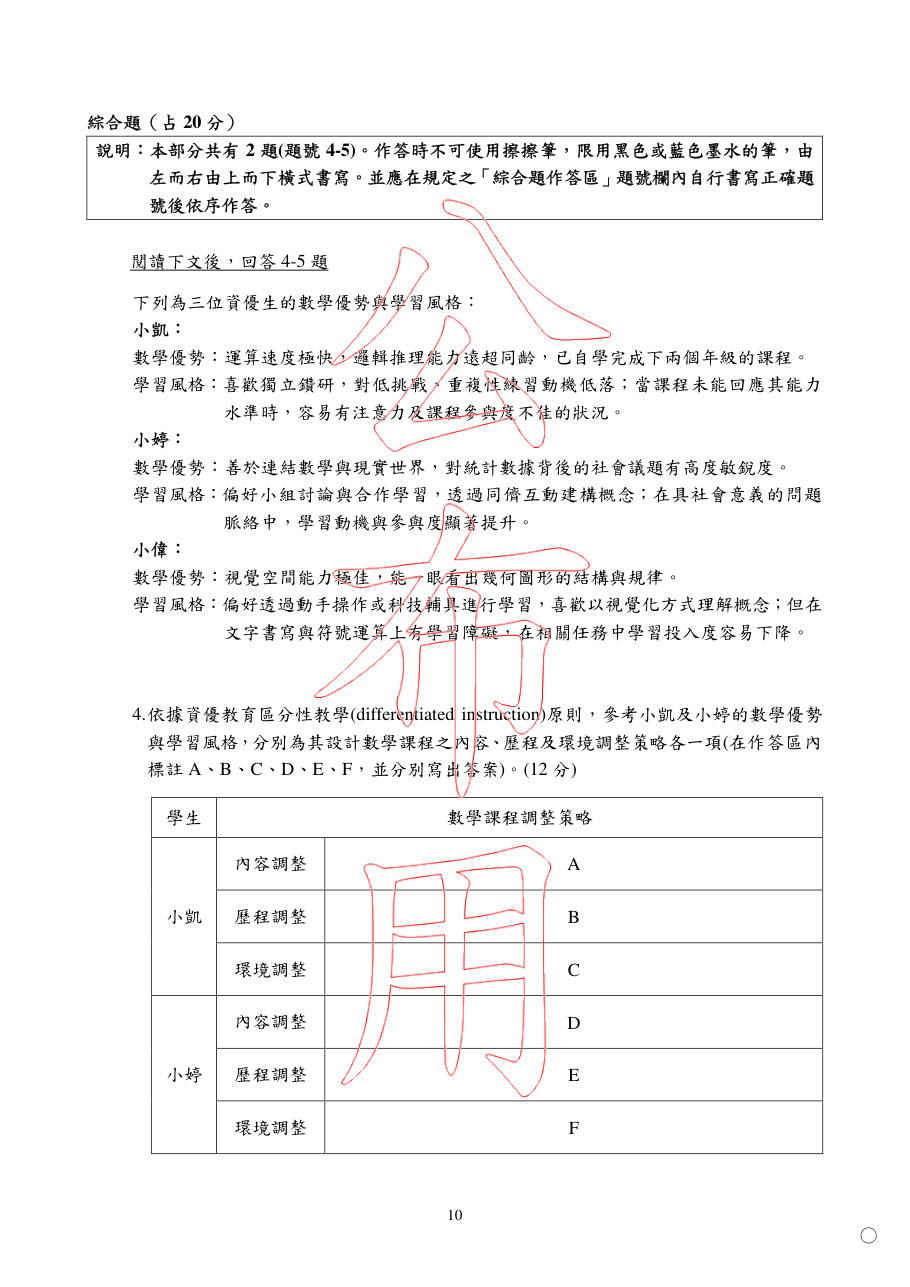 綜合題（占 20 分）
說明：本部分共有 2 題(題號 4-5)。作答時不可使用擦擦筆，限用黑色或藍色墨水的筆，由
左而右由上而下橫式書寫。並應在規定之「綜合題作答區」題號欄內自行書寫正確題
號後依序作答。
閱讀下文後，回答 4-5 題
下列為三位資優生的數學優勢與學習風格：
小凱：
數學優勢：運算速度極快，邏輯推理能力遠超同齡，已自學完成下兩個年級的課程。
學習風格：喜歡獨立鑽研，對低挑戰、重複性練習動機低落；當課程未能回應其能力
水準時，容易有注意力及課程參與度不佳的狀況。
小婷：
數學優勢：善於連結數學與現實世界，對統計數據背後的社會議題有高度敏銳度。
學習風格：偏好小組討論與合作學習，透過同儕互動建構概念；在具社會意義的問題
脈絡中，學習動機與參與度顯著提升。
小偉：
數學優勢：視覺空間能力極佳，能一眼看出幾何圖形的結構與規律。
學習風格：偏好透過動手操作或科技輔具進行學習，喜歡以視覺化方式理解概念；但在
文字書寫與符號運算上有學習障礙，在相關任務中學習投入度容易下降。
4.依據資優教育區分性教學(differentiated instruction)原則，參考小凱及小婷的數學優勢
與學習風格，分別為其設計數學課程之內容、歷程及環境調整策略各一項(在作答區內
標註 A、B、C、D、E、F，並分別寫出答案)。(12 分)
學生 數學課程調整策略
小凱
內容調整 A
歷程調整 B
環境調整 C
小婷
內容調整 D
歷程調整 E
環境調整 F
10
公布用